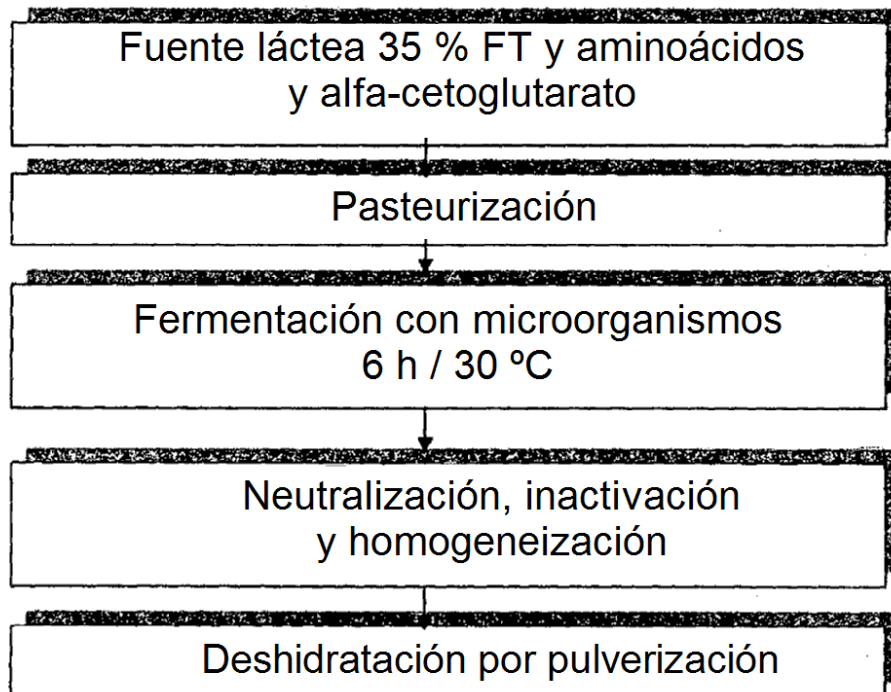 Fuente láctea 35 % FT y aminoácidos
y alfa-cetoglutarato
Pasteurización
Fermentación con microorganismos
6 h / 30 ºC
Neutralización, inactivación
y homogeneización
Deshidratación por pulverización